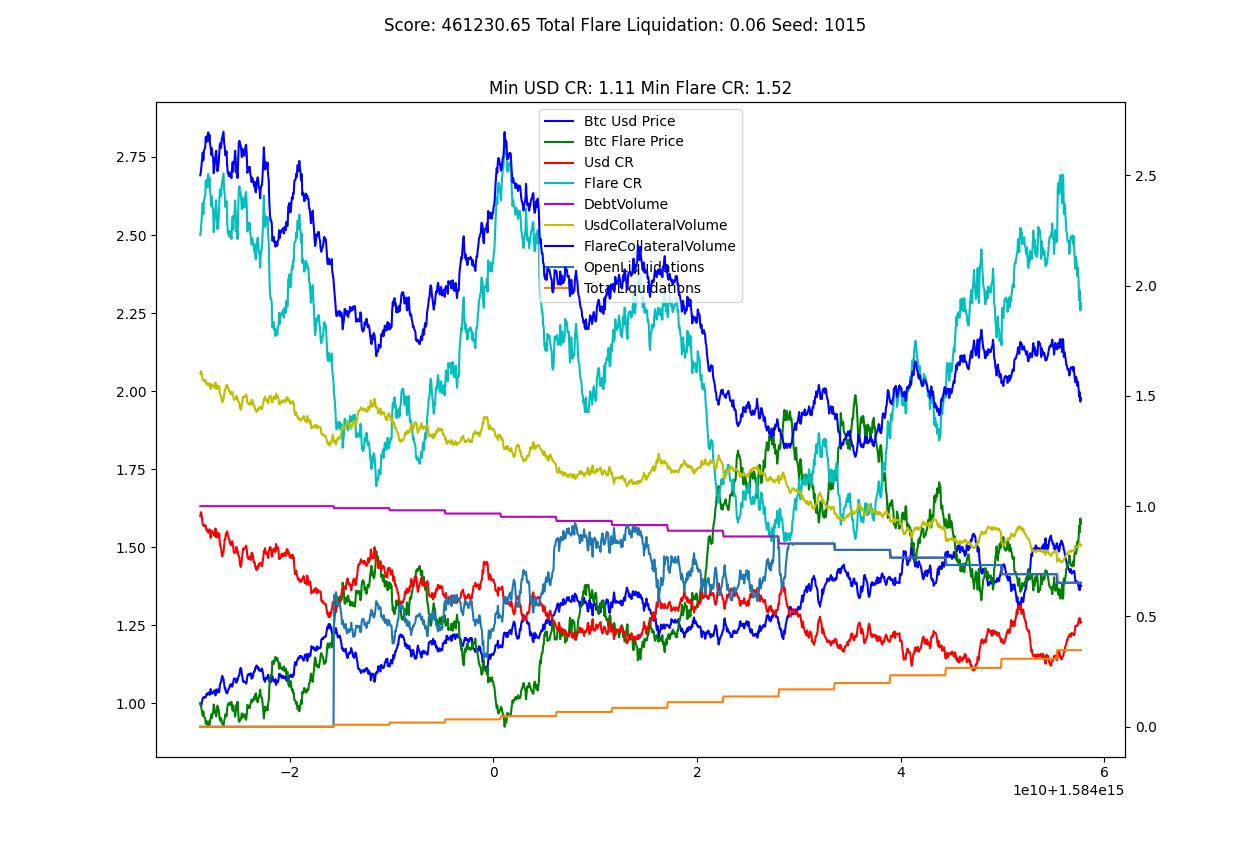 Score: 461230.65 Total Flare Liquidation: 0.06 Seed: 1015
Min USD CR: 1.11 Min Flare CR: 1.52
Btc Usd Price
Btc Flare Price
Usd CR
Flare CR
DebtVolume
UsdCollateralVolume
FlareCollateralVolume
OpenLiquidations
TotalLiquidations
2.75
2.50
2.25
2.00
1.75
1.50
1.25
1.00
2.5
2.0
1.5
1.0
0.5
0.0
−2
0
2
4
6
1e10+1.584e15